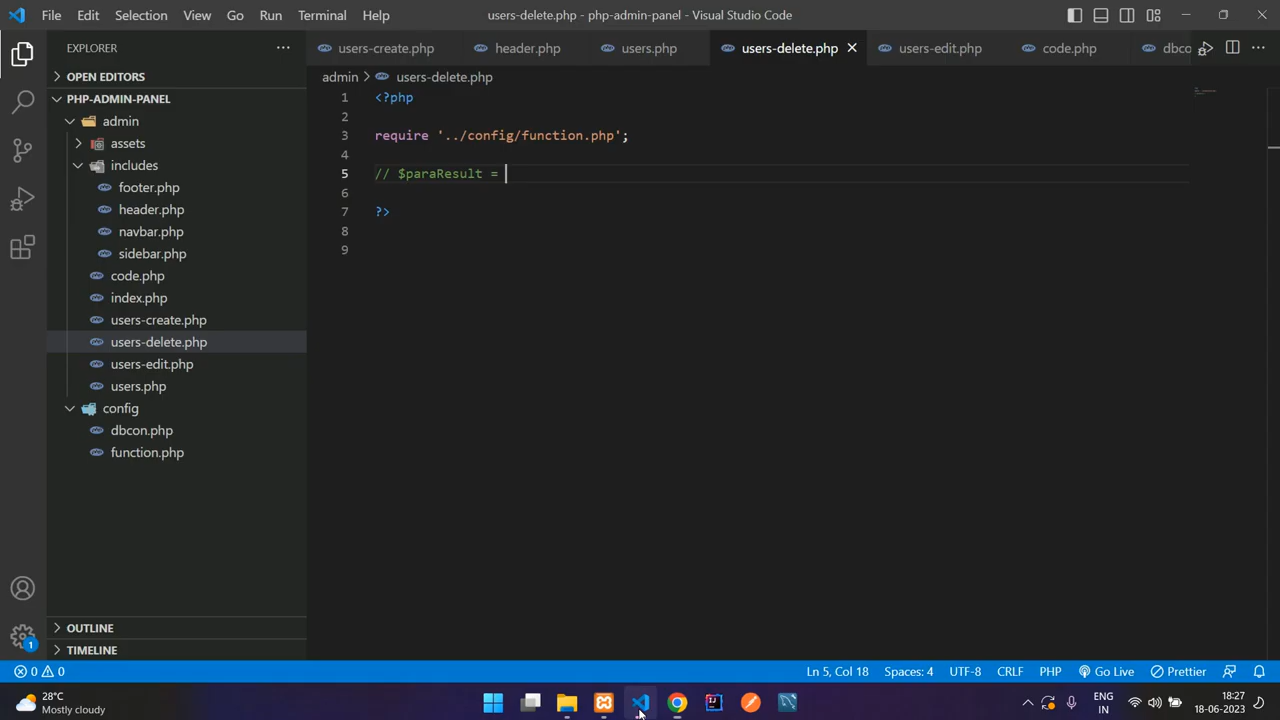 File Edit Selection View Go Run Terminal Help
users-delete.php - php-admin-panel - Visual Studio Code
EXPLORER
users-create.php header.php users.php users-delete.php users-edit.php code.php dbco
OPEN EDITORS
admin > users-delete.php
PHP-ADMIN-PANEL
admin
assets
includes
footer.php
header.php
navbar.php
sidebar.php
code.php
index.php
users-create.php
users-delete.php
users-edit.php
users.php
config
dbcon.php
function.php
OUTLINE
TIMELINE
1 <?php
2
3 require '../config/function.php';
4
5 // $paraResult =
6
7 ?>
8
9
1
0 0 Ln 5, Col 18 Spaces: 4 UTF-8 CRLF PHP Go Live Prettier
28°C
Mostly cloudy
ENG
IN
18:27
18-06-2023